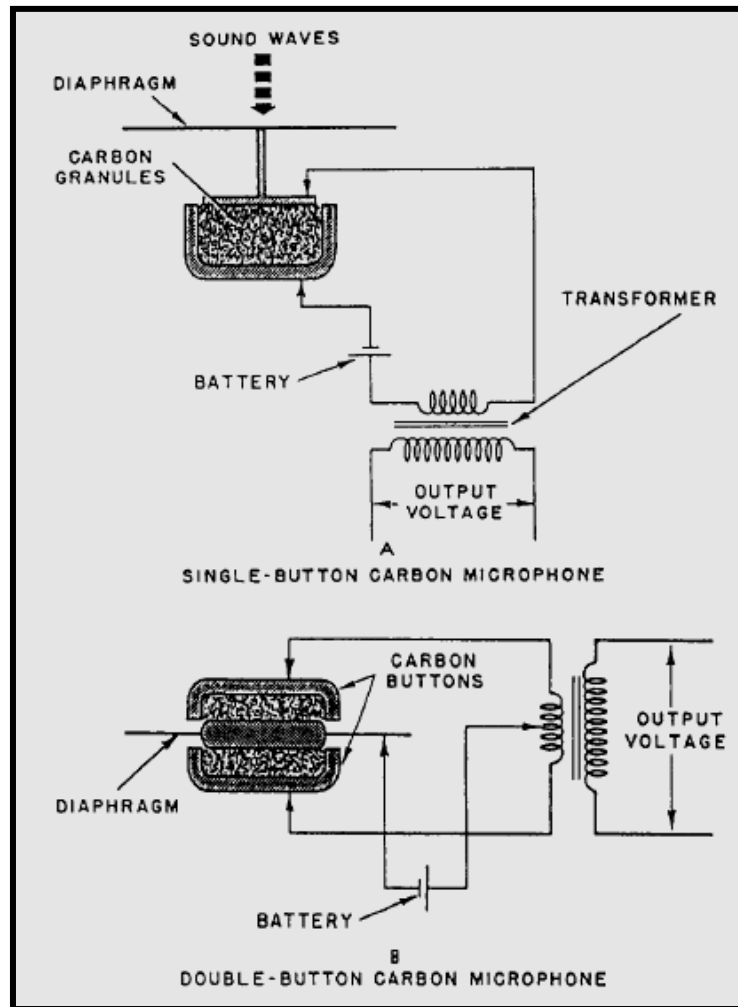 SOUND WAVES
DIAPHRAGM
CARBON
GRANULES
TRANSFORMER
BATTERY
OUTPUT
VOLTAGE
A
SINGLE-BUTTON CARBON MICROPHONE
CARBON
BUTTONS
OUTPUT
VOLTAGE
DIAPHRAGM
BATTERY
B
DOUBLE-BUTTON CARBON MICROPHONE